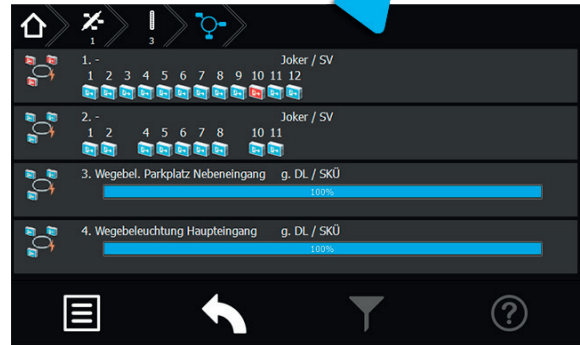 1 3
1. - Joker / SV
1 2 3 4 5 6 7 8 9 10 11 12
2. - Joker / SV
1 2 4 5 6 7 8 10 11
3. Wegebel. Parkplatz Nebeneingang g. DL / SKÜ
100%
4. Wegebeleuchtung Haupteingang g. DL / SKÜ
100%
?